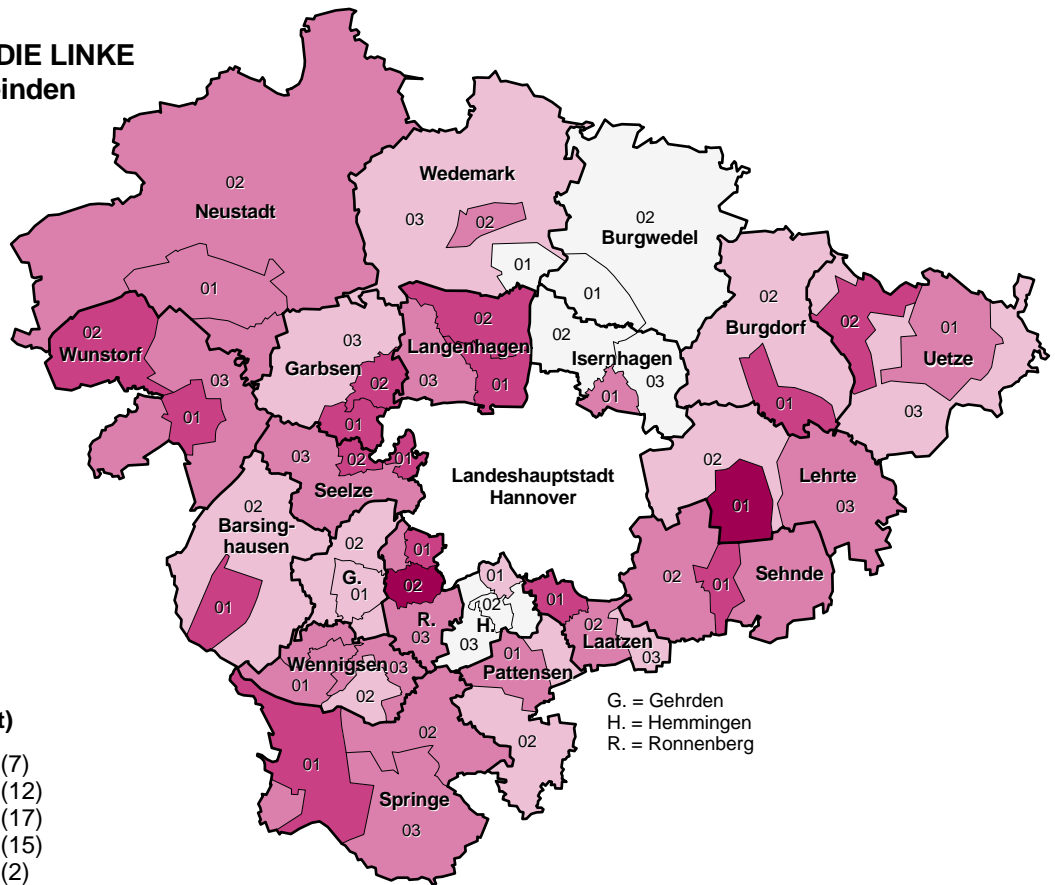 DIE LINKE
inden
02
Neustadt
01
Wedemark
03
02
01
02
Burgwedel
01
02
Burgdorf
01
02
01
Uetze
03
02
Wunstorf
03
01
03
Garbsen
02
01
02
Langenhagen
03
01
02
Isernhagen
03
01
03
02
01
Seelze
Landeshauptstadt
Hannover
02
Lehrte
01
03
02
Barsing-
hausen
01
02
G.
01
01
02
R.
03
01
02
H.
03
01
02
Laatzen
03
02
01
Sehnde
Wennigsen
01
03
02
01
Pattensen
02
G. = Gehrden
H. = Hemmingen
R. = Ronnenberg
01
02
Springe
03
t)
(7)
(12)
(17)
(15)
(2)